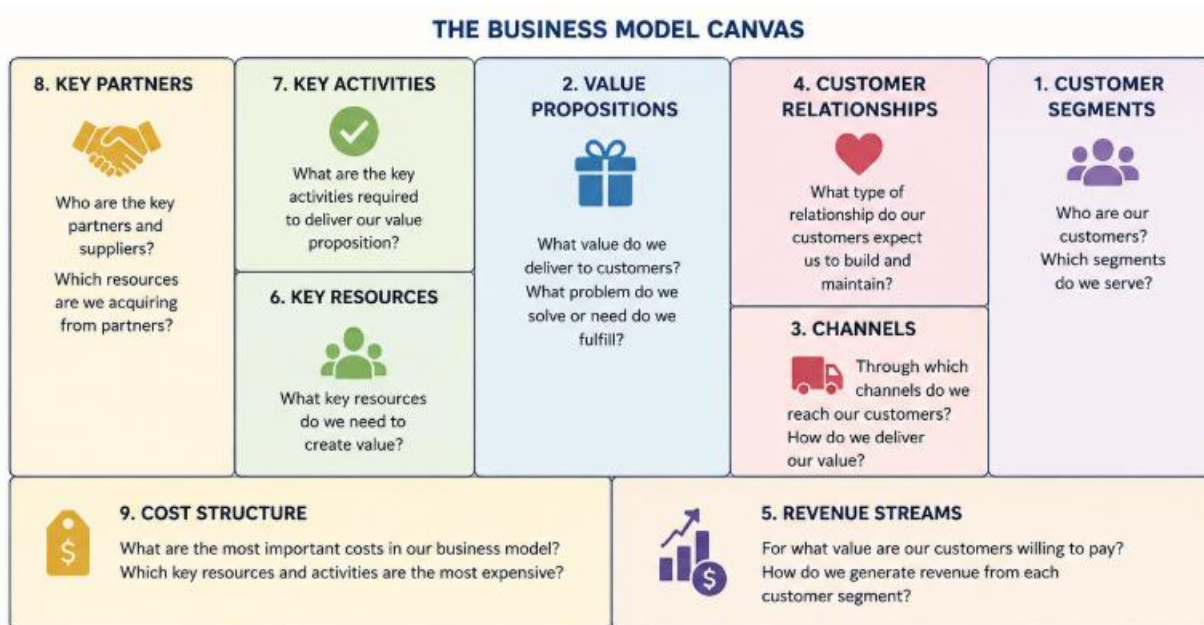 THE BUSINESS MODEL CANVAS
8. KEY PARTNERS
Who are the key
partners and
suppliers?
Which resources
are we acquiring
from partners?
7. KEY ACTIVITIES
What are the key
activities required
to deliver our value
proposition?
6. KEY RESOURCES
What key resources
do we need to
create value?
2. VALUE
PROPOSITIONS
What value do we
deliver to customers?
What problem do we
solve or need do we
fulfill?
4. CUSTOMER
RELATIONSHIPS
What type of
relationship do our
customers expect
us to build and
maintain?
3. CHANNELS
Through which
channels do we
reach our customers?
How do we deliver
our value?
1. CUSTOMER
SEGMENTS
Who are our
customers?
Which segments
do we serve?
9. COST STRUCTURE
$
What are the most important costs in our business model?
Which key resources and activities are the most expensive?
5. REVENUE STREAMS
$
For what value are our customers willing to pay?
How do we generate revenue from each
customer segment?